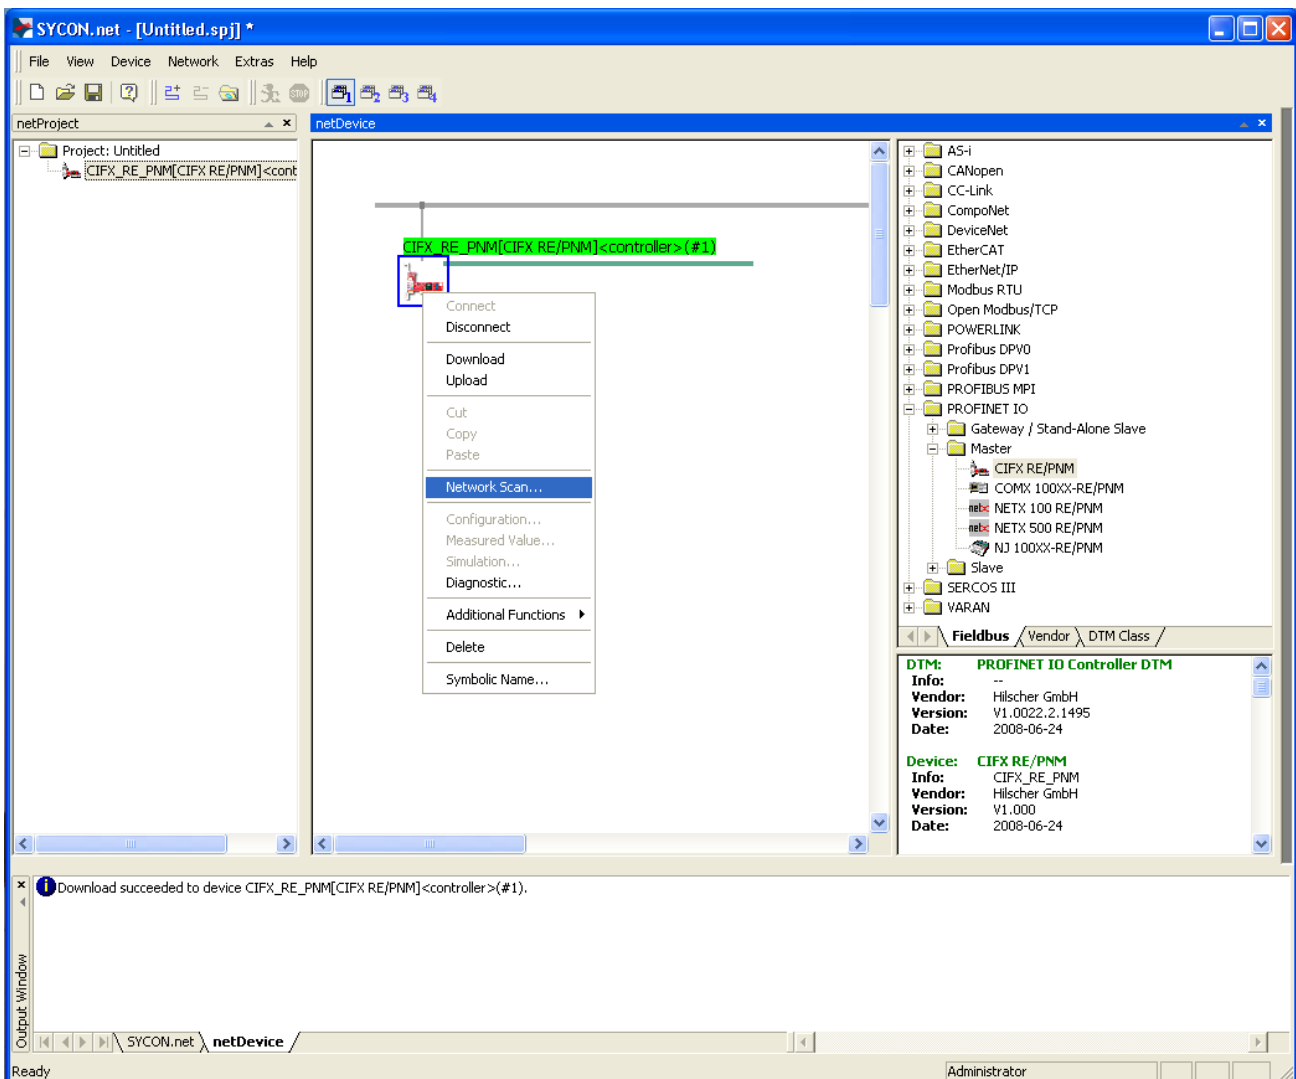 SYCON.net - [Untitled.spj] *
File View Device Network Extras Help
netProject
netDevice
Project: Untitled
CIFX_RE_PNM[CIFX RE/PNM]<cont
CIFX_RE_PNM[CIFX RE/PNM]<controller>(#1)
Connect
Disconnect
Download
Upload
Cut
Copy
Paste
Network Scan...
Configuration...
Measured Value...
Simulation...
Diagnostic...
Additional Functions
Delete
Symbolic Name...
AS-i
CANopen
CC-Link
CompoNet
DeviceNet
EtherCAT
EtherNet/IP
Modbus RTU
Open Modbus/TCP
POWERLINK
Profibus DPV0
Profibus DPV1
PROFIBUS MPI
PROFINET IO
Gateway / Stand-Alone Slave
Master
CIFX RE/PNM
COMX 100XX-RE/PNM
NETX 100 RE/PNM
NETX 500 RE/PNM
NJ 100XX-RE/PNM
Slave
SERCOS III
VARAN
Fieldbus Vendor DTM Class
DTM: PROFINET IO Controller DTM
Info: --
Vendor: Hilscher GmbH
Version: V1.0022.2.1495
Date: 2008-06-24
Device: CIFX RE/PNM
Info: CIFX_RE_PNM
Vendor: Hilscher GmbH
Version: V1.000
Date: 2008-06-24
Download succeeded to device CIFX_RE_PNM[CIFX RE/PNM]<controller>(#1).
Output Window
SYCON.net netDevice
Ready
Administrator